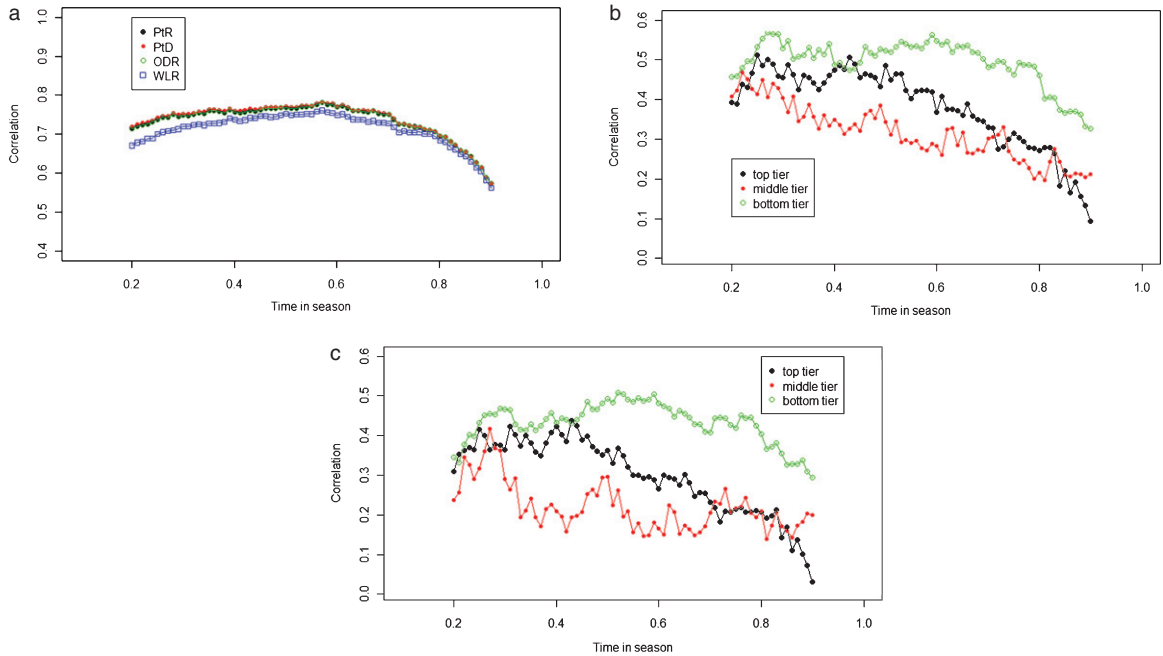 a
Correlation
1.0
0.9
0.8
0.7
0.6
0.5
0.4
PtR
PtD
ODR
WLR
0.2 0.4 0.6 0.8 1.0
Time in season
b
Correlation
0.6
0.5
0.4
0.3
0.2
0.1
0.0
top tier
middle tier
bottom tier
0.2 0.4 0.6 0.8 1.0
Time in season
c
Correlation
0.6
0.5
0.4
0.3
0.2
0.1
0.0
top tier
middle tier
bottom tier
0.2 0.4 0.6 0.8 1.0
Time in season